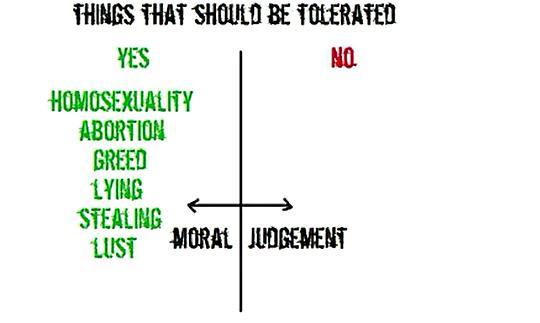 THINGS THAT SHOULD BE TOLERATED
YES
NO
HOMOSEXUALITY
ABORTION
GREED
LYING
STEALING
LUST
MORAL JUDGEMENT